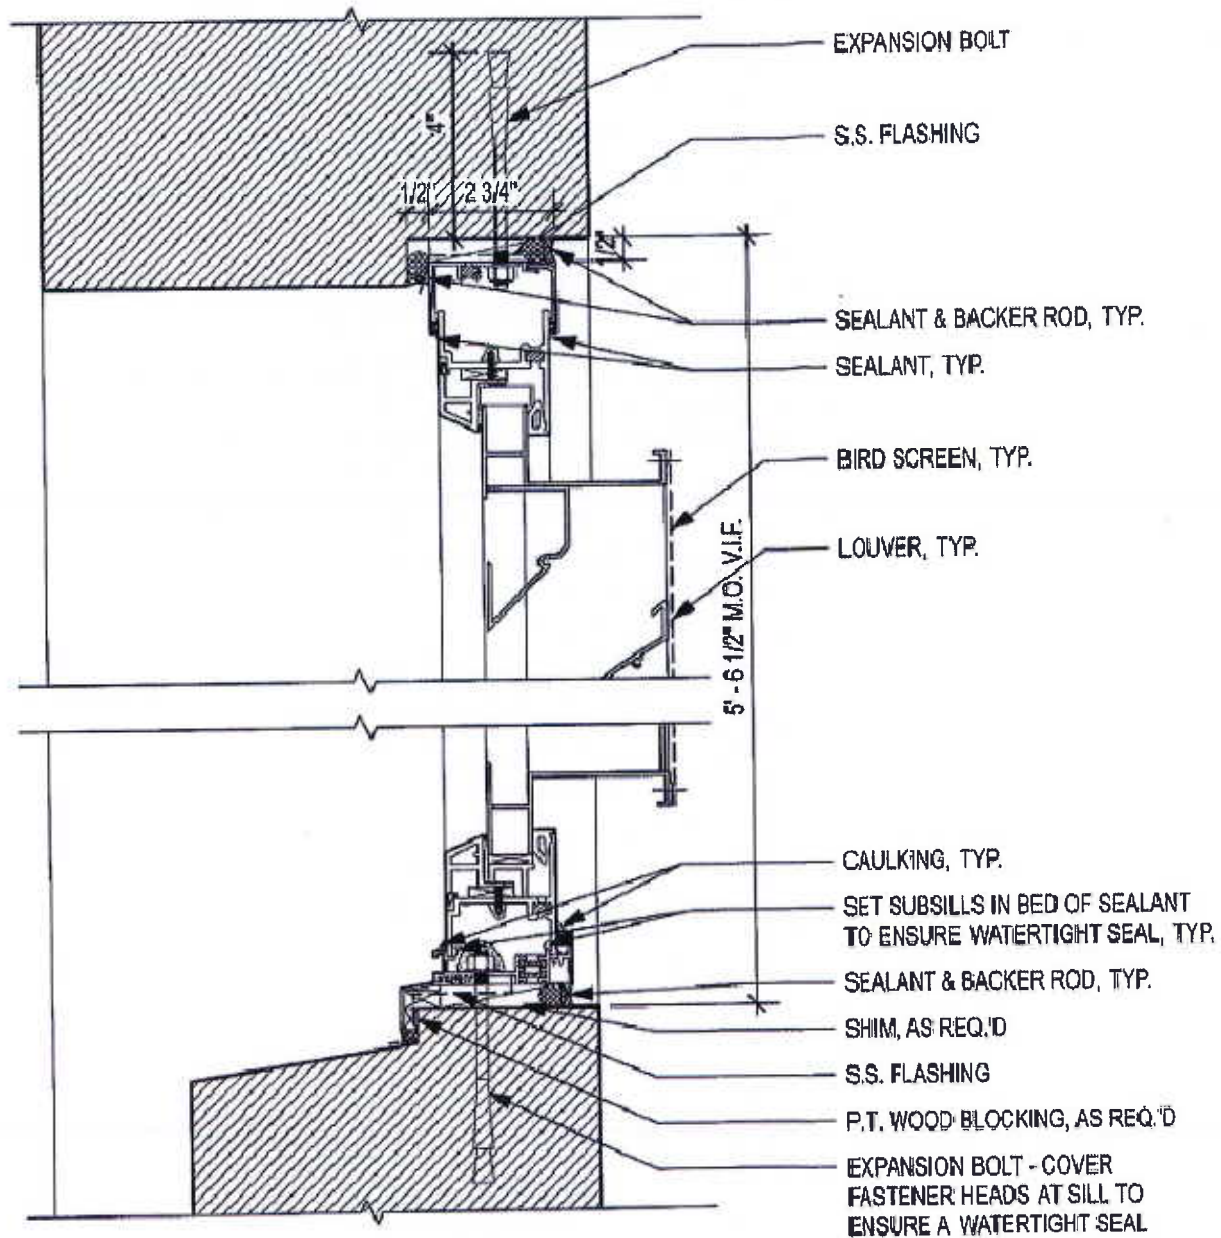 EXPANSION BOLT
S.S. FLASHING
4"
1/2"
2 3/4"
1/2"
SEALANT & BACKER ROD, TYP.
SEALANT, TYP.
BIRD SCREEN, TYP.
LOUVER, TYP.
5' - 6 1/2" M.O. V.I.F.
CAULKING, TYP.
SET SUBSILLS IN BED OF SEALANT
TO ENSURE WATERTIGHT SEAL, TYP.
SEALANT & BACKER ROD, TYP.
SHIM, AS REQ.'D
S.S. FLASHING
P.T. WOOD BLOCKING, AS REQ.'D
EXPANSION BOLT - COVER
FASTENER HEADS AT SILL TO
ENSURE A WATERTIGHT SEAL